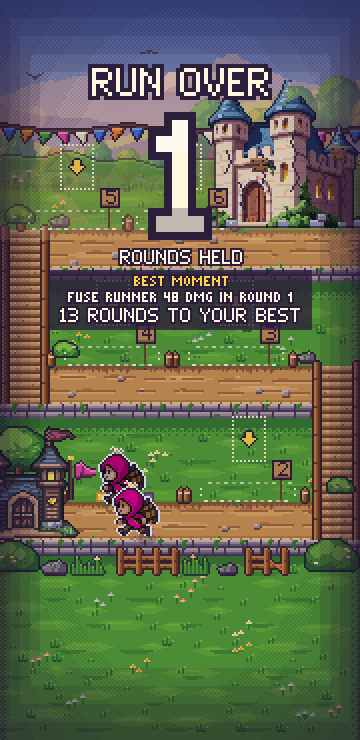 RUN OVER
1
5
6
ROUNDS HELD
BEST MOMENT
FUSE RUNNER 48 DMG IN ROUND 1
13 ROUNDS TO YOUR BEST
4
3
2